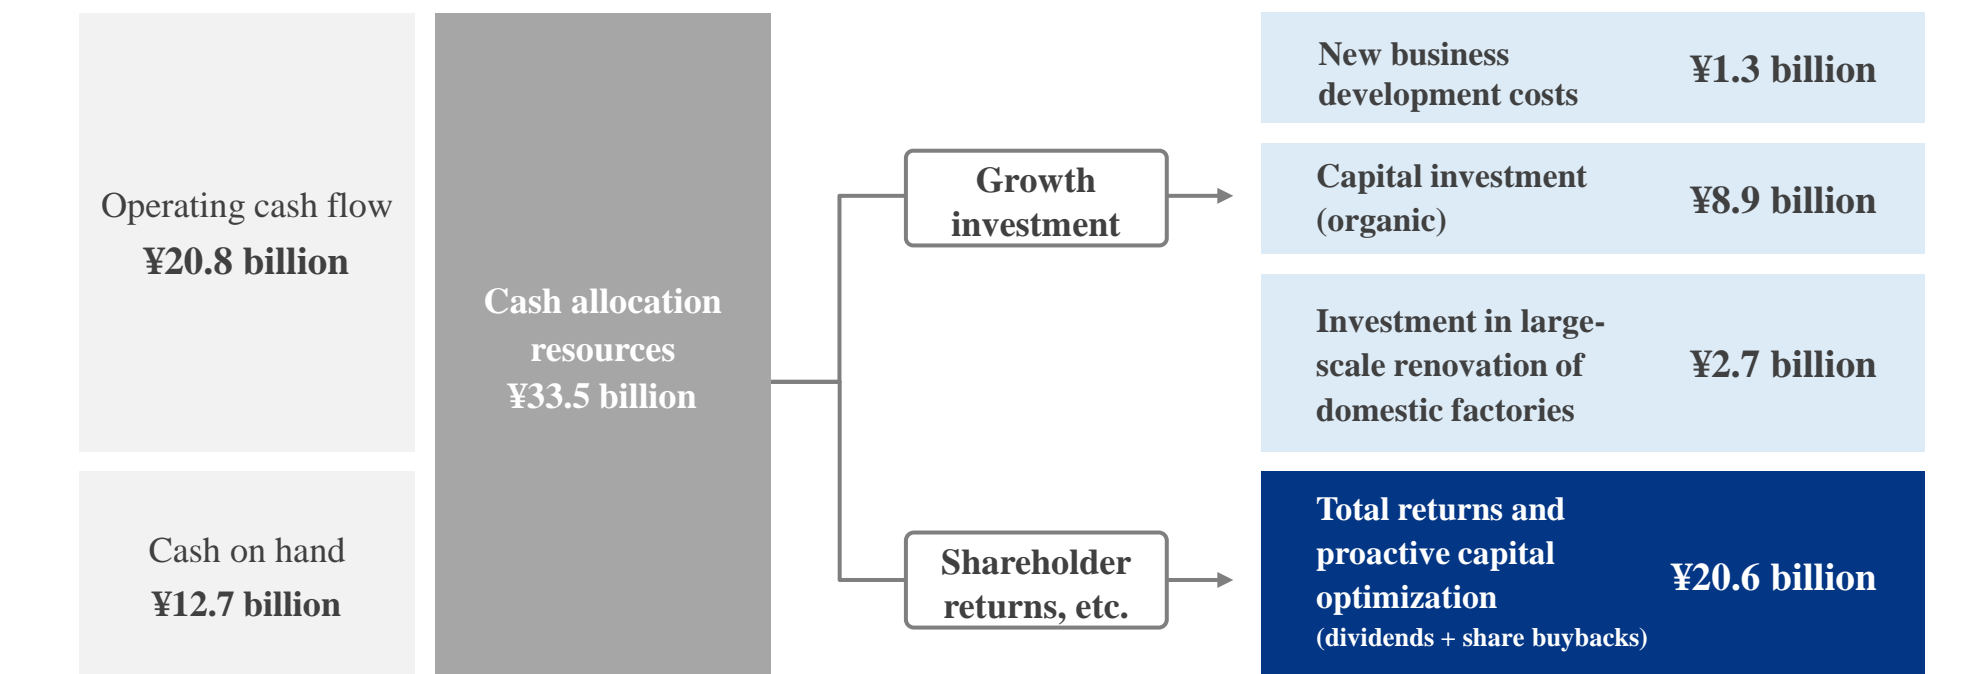 Operating cash flow
¥20.8 billion
Cash on hand
¥12.7 billion
Cash allocation
resources
¥33.5 billion
Growth
investment
Shareholder
returns, etc.
New business
development costs
¥1.3 billion
Capital investment
(organic)
¥8.9 billion
Investment in large-
scale renovation of
domestic factories
¥2.7 billion
Total returns and
proactive capital
optimization
(dividends + share buybacks)
¥20.6 billion